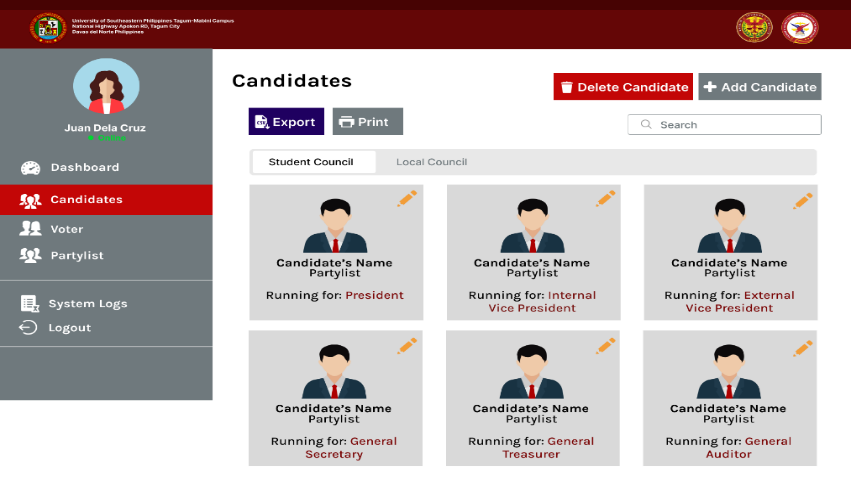 University of Southeastern Philippines Tagum-Mabini Campus
National Highway Apokon RD, Tagum City
Davao del Norte Philippines
Juan Dela Cruz
Online
Dashboard
Candidates
Voter
Partylist
System Logs
Logout
Candidates
Delete Candidate
Add Candidate
Export
Print
Search
Student Council
Local Council
Candidate's Name
Partylist
Running for: President
Candidate's Name
Partylist
Running for: Internal
Vice President
Candidate's Name
Partylist
Running for: External
Vice President
Candidate's Name
Partylist
Running for: General
Secretary
Candidate's Name
Partylist
Running for: General
Treasurer
Candidate's Name
Partylist
Running for: General
Auditor